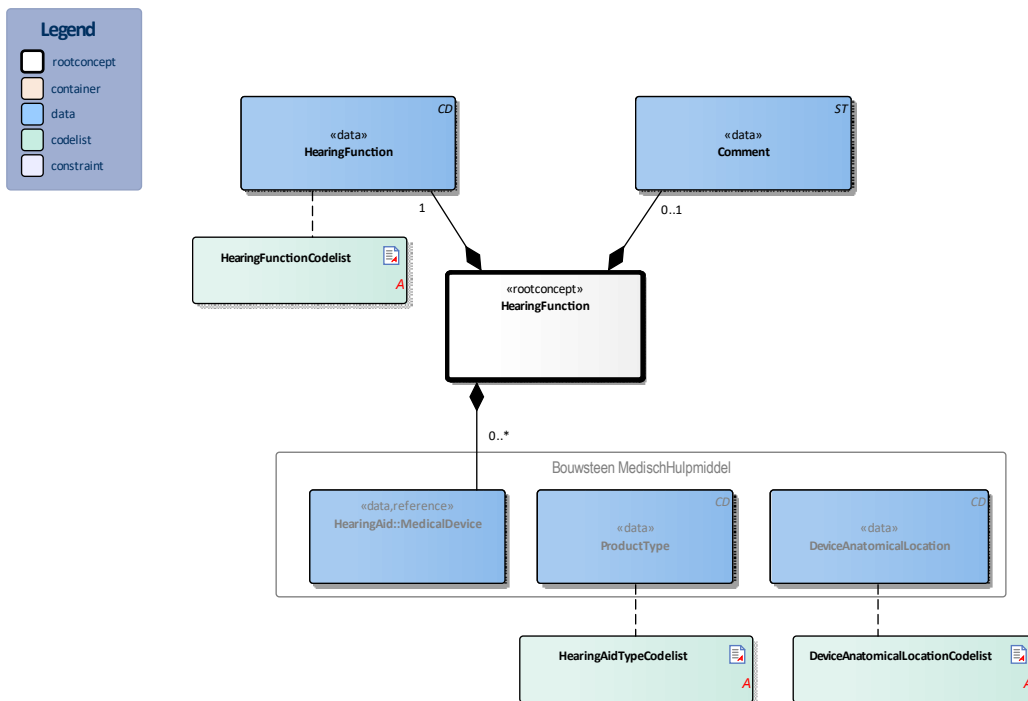 Legend
rootconcept
container
data
codelist
constraint
CD
«data»
HearingFunction
ST
«data»
Comment
1
0..1
HearingFunctionCodelist
A
«rootconcept»
HearingFunction
0..*
Bouwsteen MedischHulpmiddel
«data,reference»
HearingAid::MedicalDevice
CD
«data»
ProductType
CD
«data»
DeviceAnatomicalLocation
HearingAidTypeCodelist
A
DeviceAnatomicalLocationCodelist
A